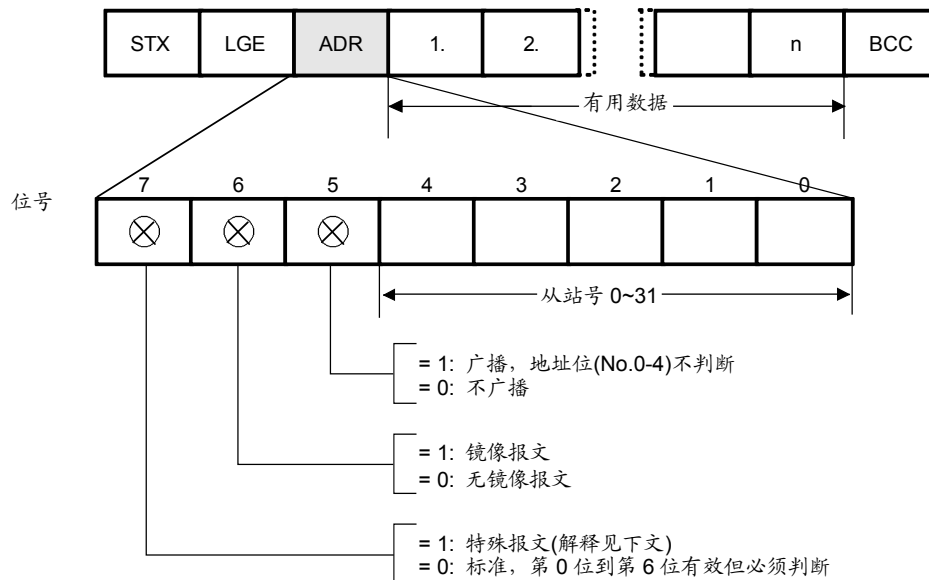 STX LGE ADR 1. 2. n BCC
有用数据
7 6 5 4 3 2 1 0
位号
从站号 0~31
= 1: 广播，地址位(No.0-4)不判断
= 0: 不广播
= 1: 镜像报文
= 0: 无镜像报文
= 1: 特殊报文(解释见下文)
= 0: 标准，第 0 位到第 6 位有效但必须判断